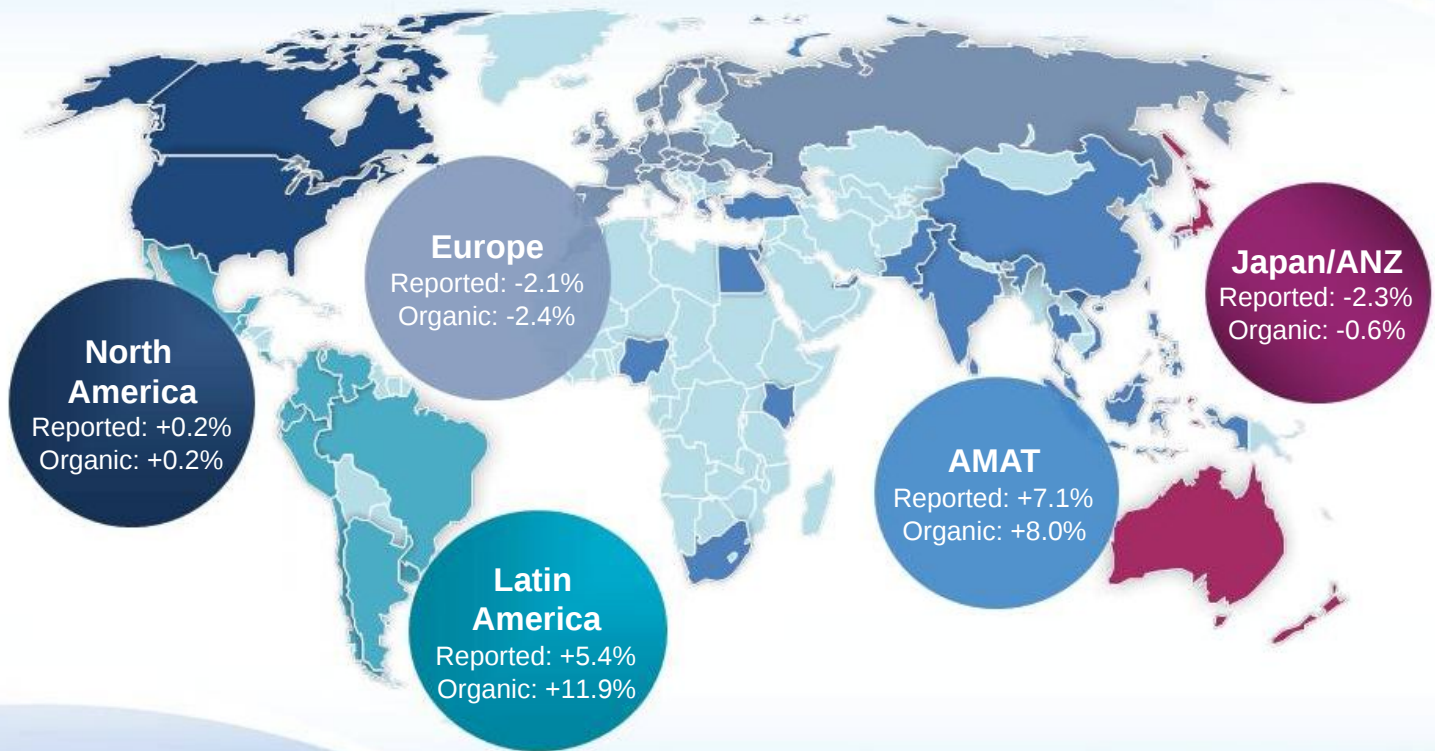 North
America
Reported: +0.2%
Organic: +0.2%
Europe
Reported: -2.1%
Organic: -2.4%
Latin
America
Reported: +5.4%
Organic: +11.9%
AMAT
Reported: +7.1%
Organic: +8.0%
Japan/ANZ
Reported: -2.3%
Organic: -0.6%